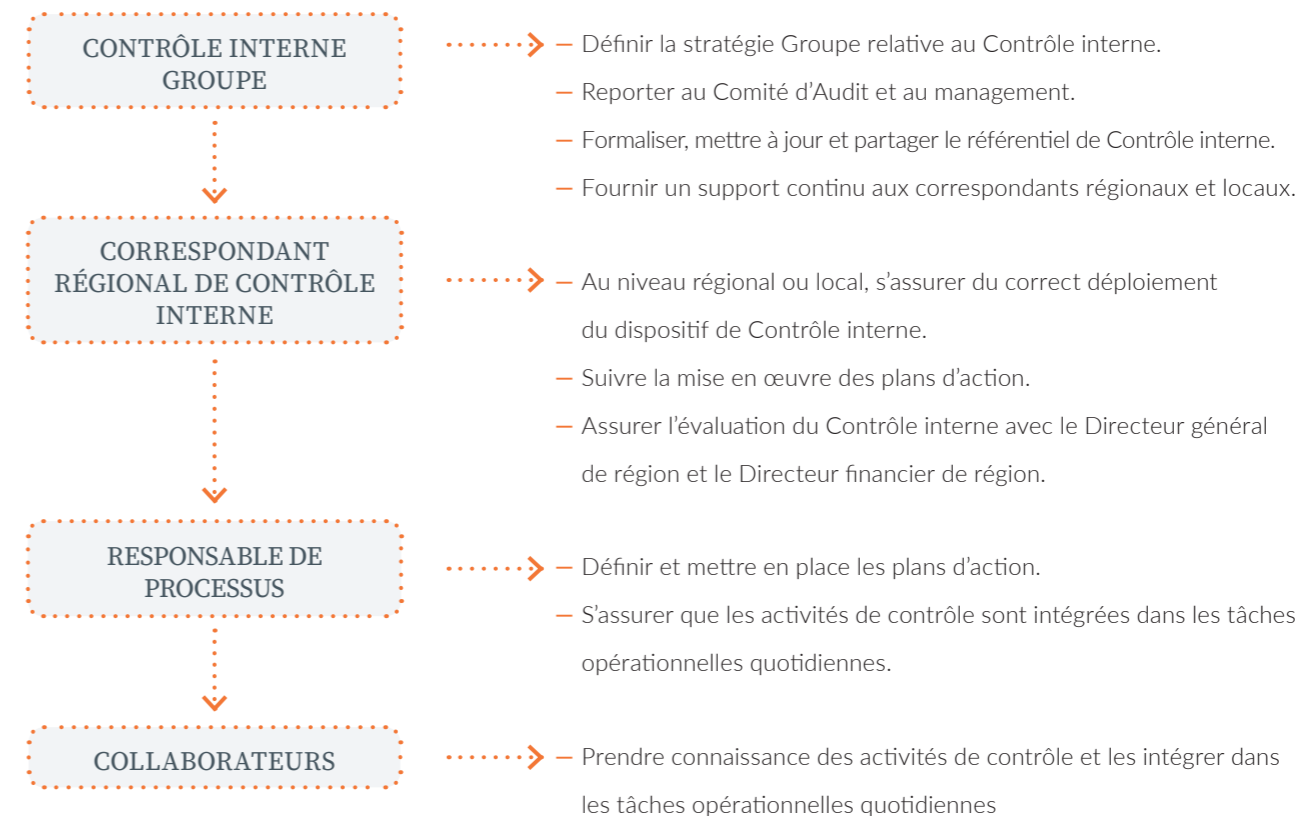 CONTRÔLE INTERNE
GROUPE
— Définir la stratégie Groupe relative au Contrôle interne.
— Reporter au Comité d’Audit et au management.
— Formaliser, mettre à jour et partager le référentiel de Contrôle interne.
— Fournir un support continu aux correspondants régionaux et locaux.
CORRESPONDANT
RÉGIONAL DE CONTRÔLE
INTERNE
— Au niveau régional ou local, s’assurer du correct déploiement
du dispositif de Contrôle interne.
— Suivre la mise en œuvre des plans d’action.
— Assurer l’évaluation du Contrôle interne avec le Directeur général
de région et le Directeur financier de région.
RESPONSABLE DE
PROCESSUS
— Définir et mettre en place les plans d’action.
— S’assurer que les activités de contrôle sont intégrées dans les tâches
opérationnelles quotidiennes.
COLLABORATEURS
— Prendre connaissance des activités de contrôle et les intégrer dans
les tâches opérationnelles quotidiennes